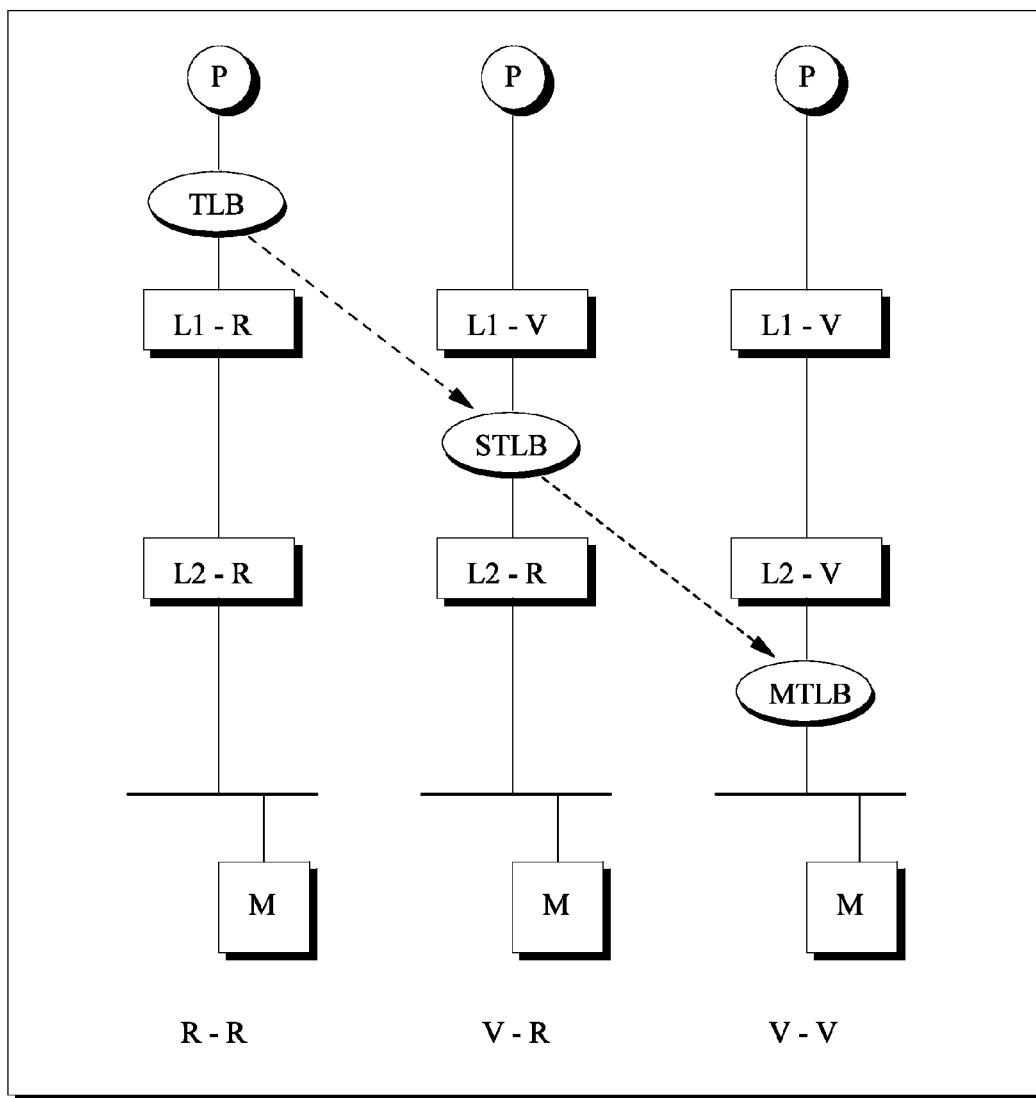 P P P
TLB
L1 - R L1 - V L1 - V
STLB
L2 - R L2 - R L2 - V
MTLB
M M M
R - R V - R V - V